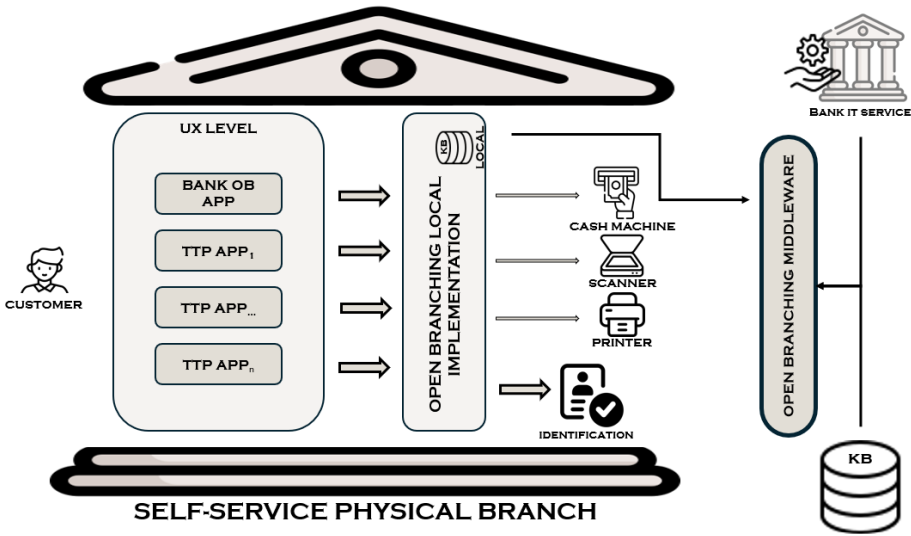 BANK IT SERVICE
UX LEVEL
KB
LOCAL
BANK OB
APP
TTP APP₁
TTP APP...
TTP APPₙ
OPEN BRANCHING LOCAL
IMPLEMENTATION
CASH MACHINE
SCANNER
PRINTER
IDENTIFICATION
CUSTOMER
OPEN BRANCHING MIDDLEWARE
KB
SELF-SERVICE PHYSICAL BRANCH